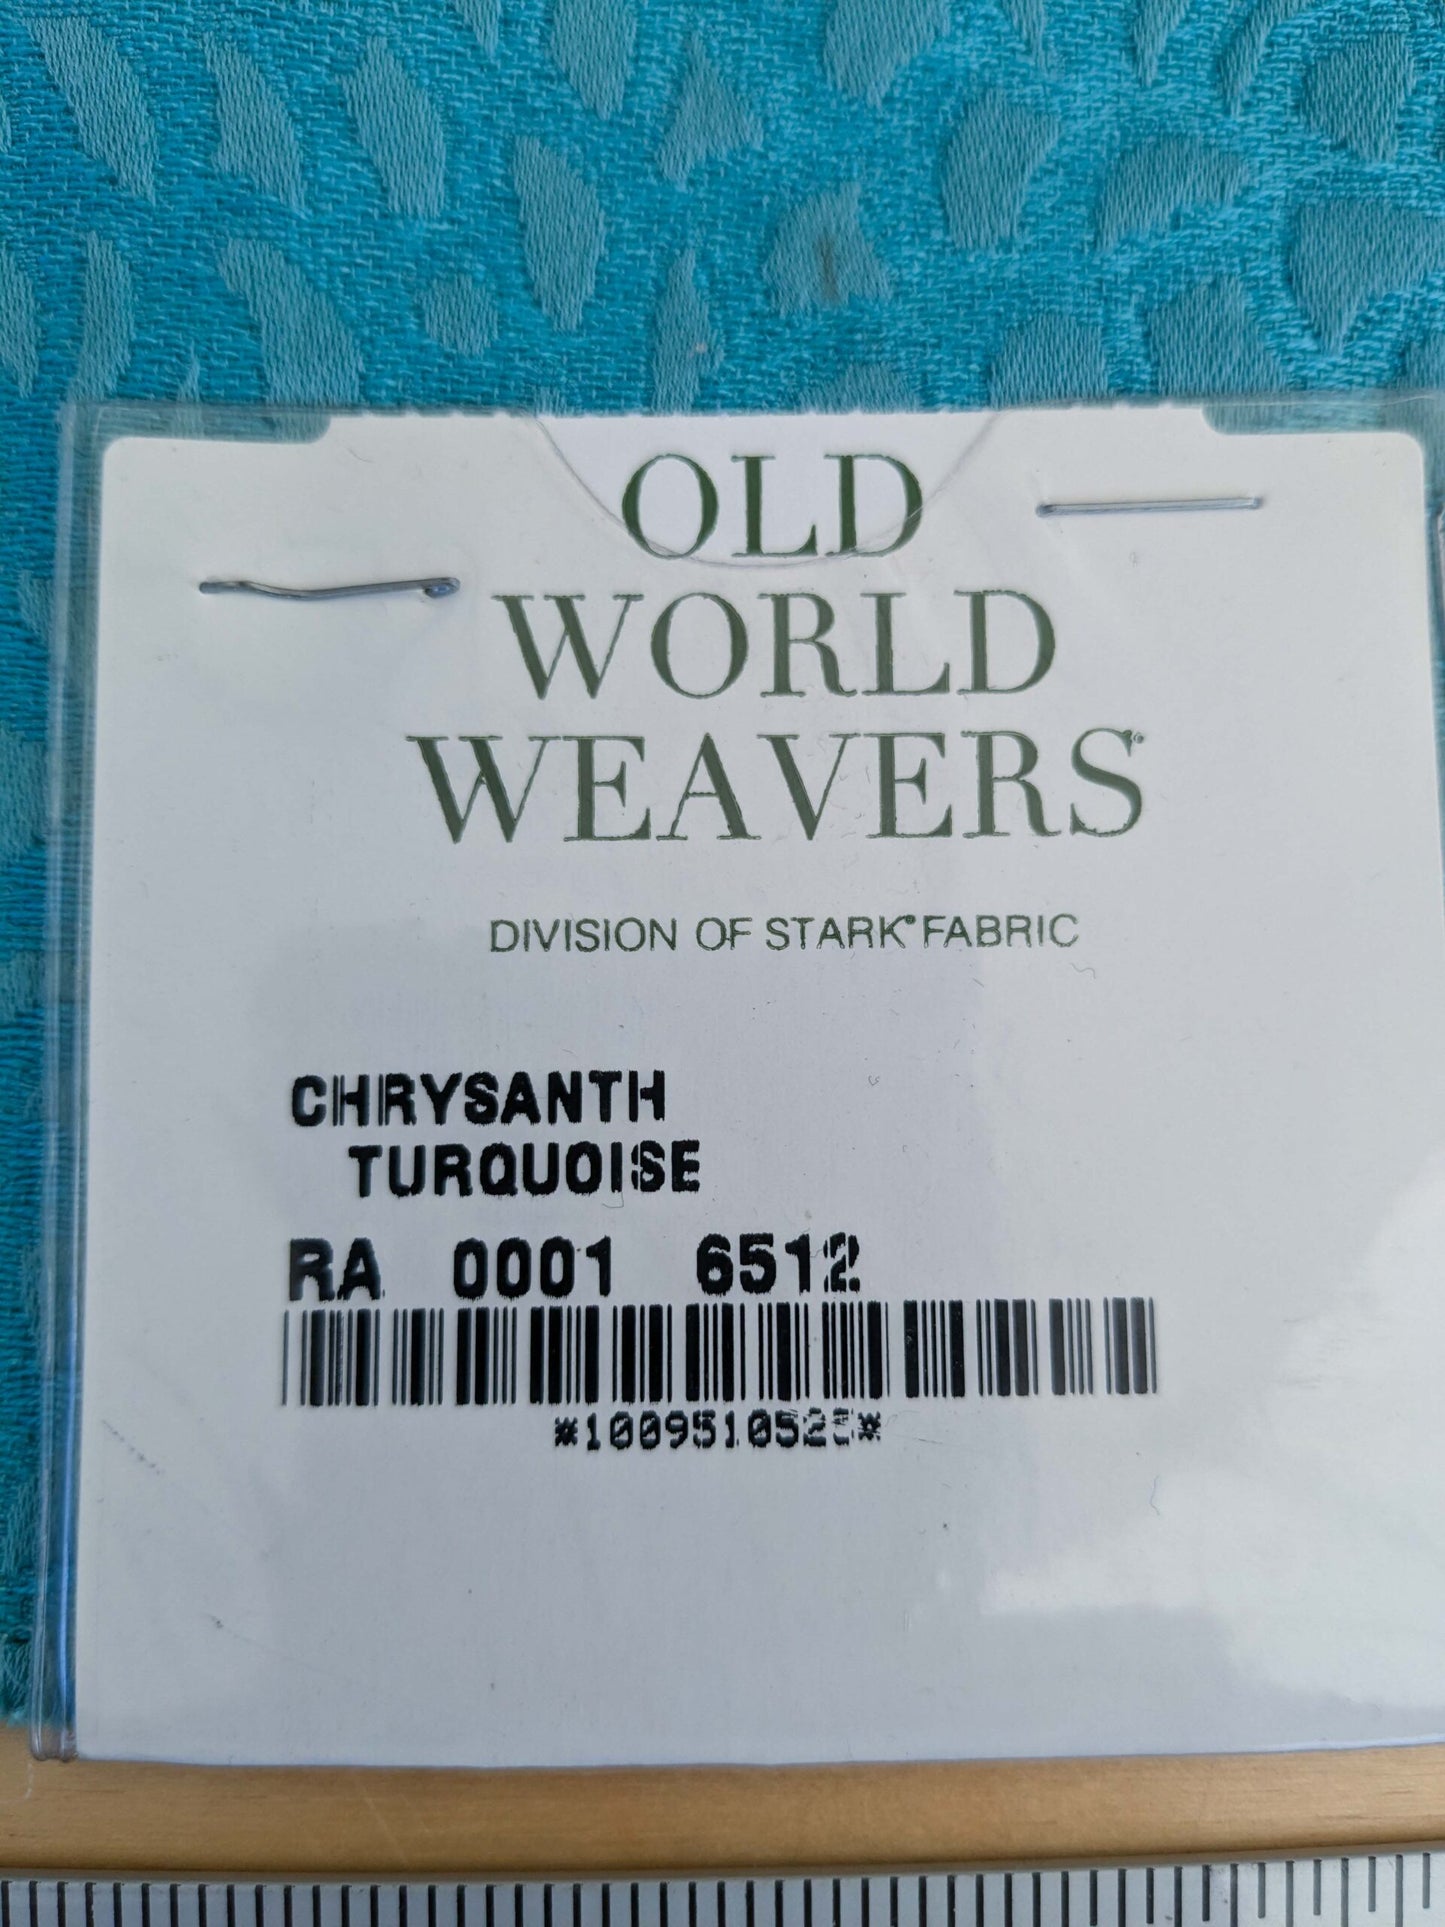 OLD
WORLD
WEAVERS®
DIVISION OF STARK® FABRIC
CHRYSANTH
TURQUOISE
RA 0001 6512